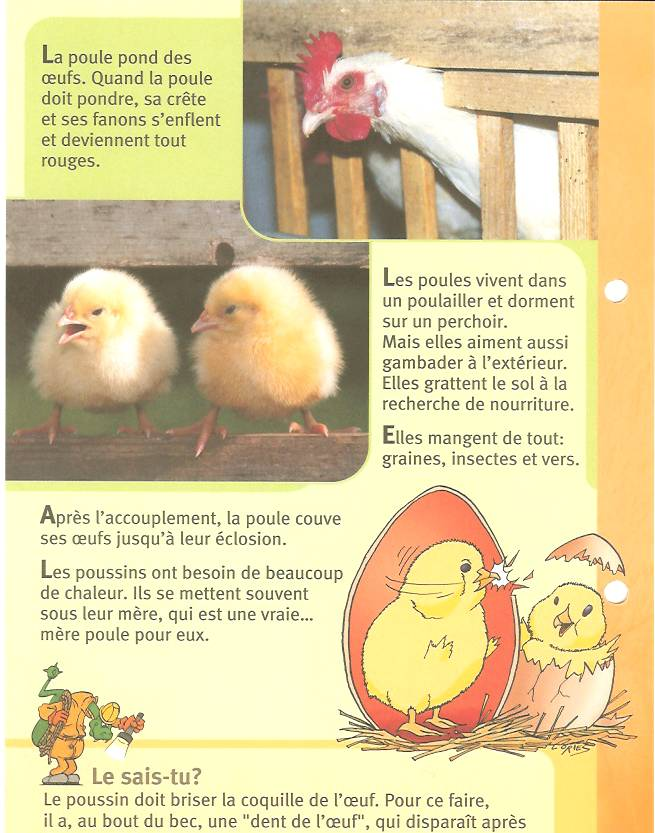 La poule pond des
œufs. Quand la poule
doit pondre, sa crête
et ses fanons s'enflent
et deviennent tout
rouges.
Les poules vivent dans
un poulailler et dorment
sur un perchoir.
Mais elles aiment aussi
gambader à l'extérieur.
Elles grattent le sol à la
recherche de nourriture.
Elles mangent de tout:
graines, insectes et vers.
Après l'accouplement, la poule couve
ses œufs jusqu'à leur éclosion.
Les poussins ont besoin de beaucoup
de chaleur. Ils se mettent souvent
sous leur mère, qui est une vraie...
mère poule pour eux.
LORIES
Le sais-tu?
Le poussin doit briser la coquille de l'œuf. Pour ce faire,
il a, au bout du bec, une "dent de l'œuf", qui disparaît après